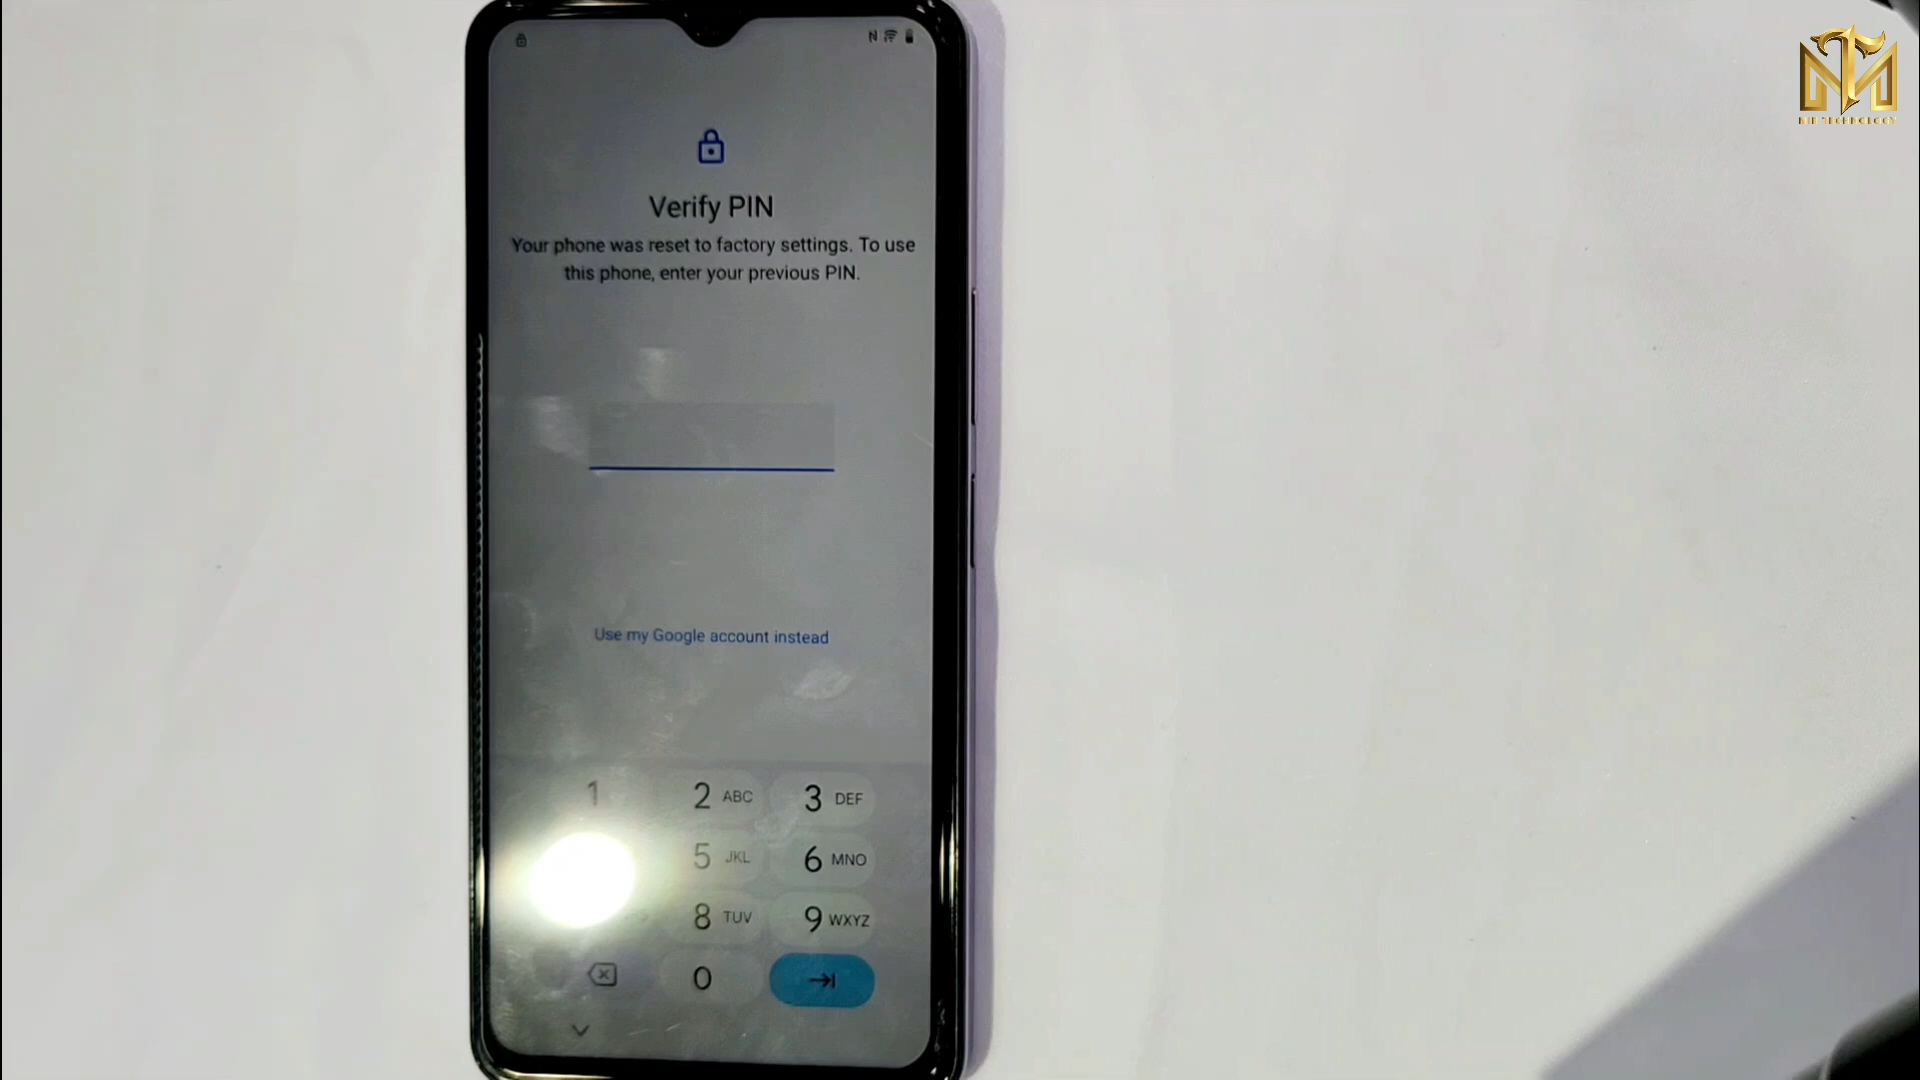 Verify PIN
Your phone was reset to factory settings. To use
this phone, enter your previous PIN.
Use my Google account instead
1
2 ABC
3 DEF
5 JKL
6 MNO
8 TUV
9 WXYZ
0